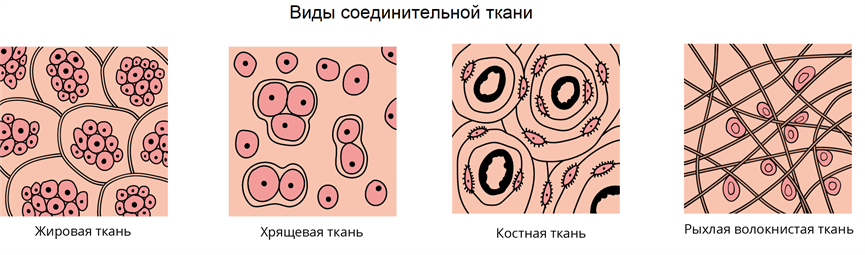 Виды соединительной ткани
Жировая ткань
Хрящевая ткань
Костная ткань
Рыхлая волокнистая ткань